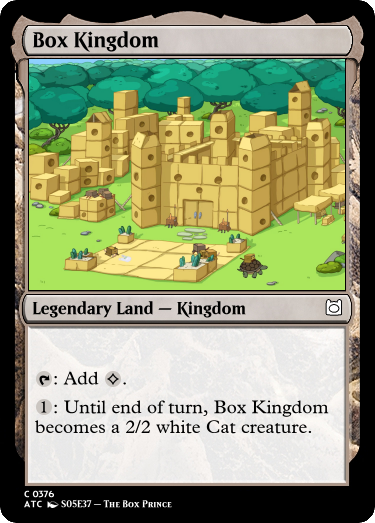 Box Kingdom
Legendary Land — Kingdom
: Add .
1: Until end of turn, Box Kingdom
becomes a 2/2 white Cat creature.
C 0376
ATC S05E37 – The Box Prince